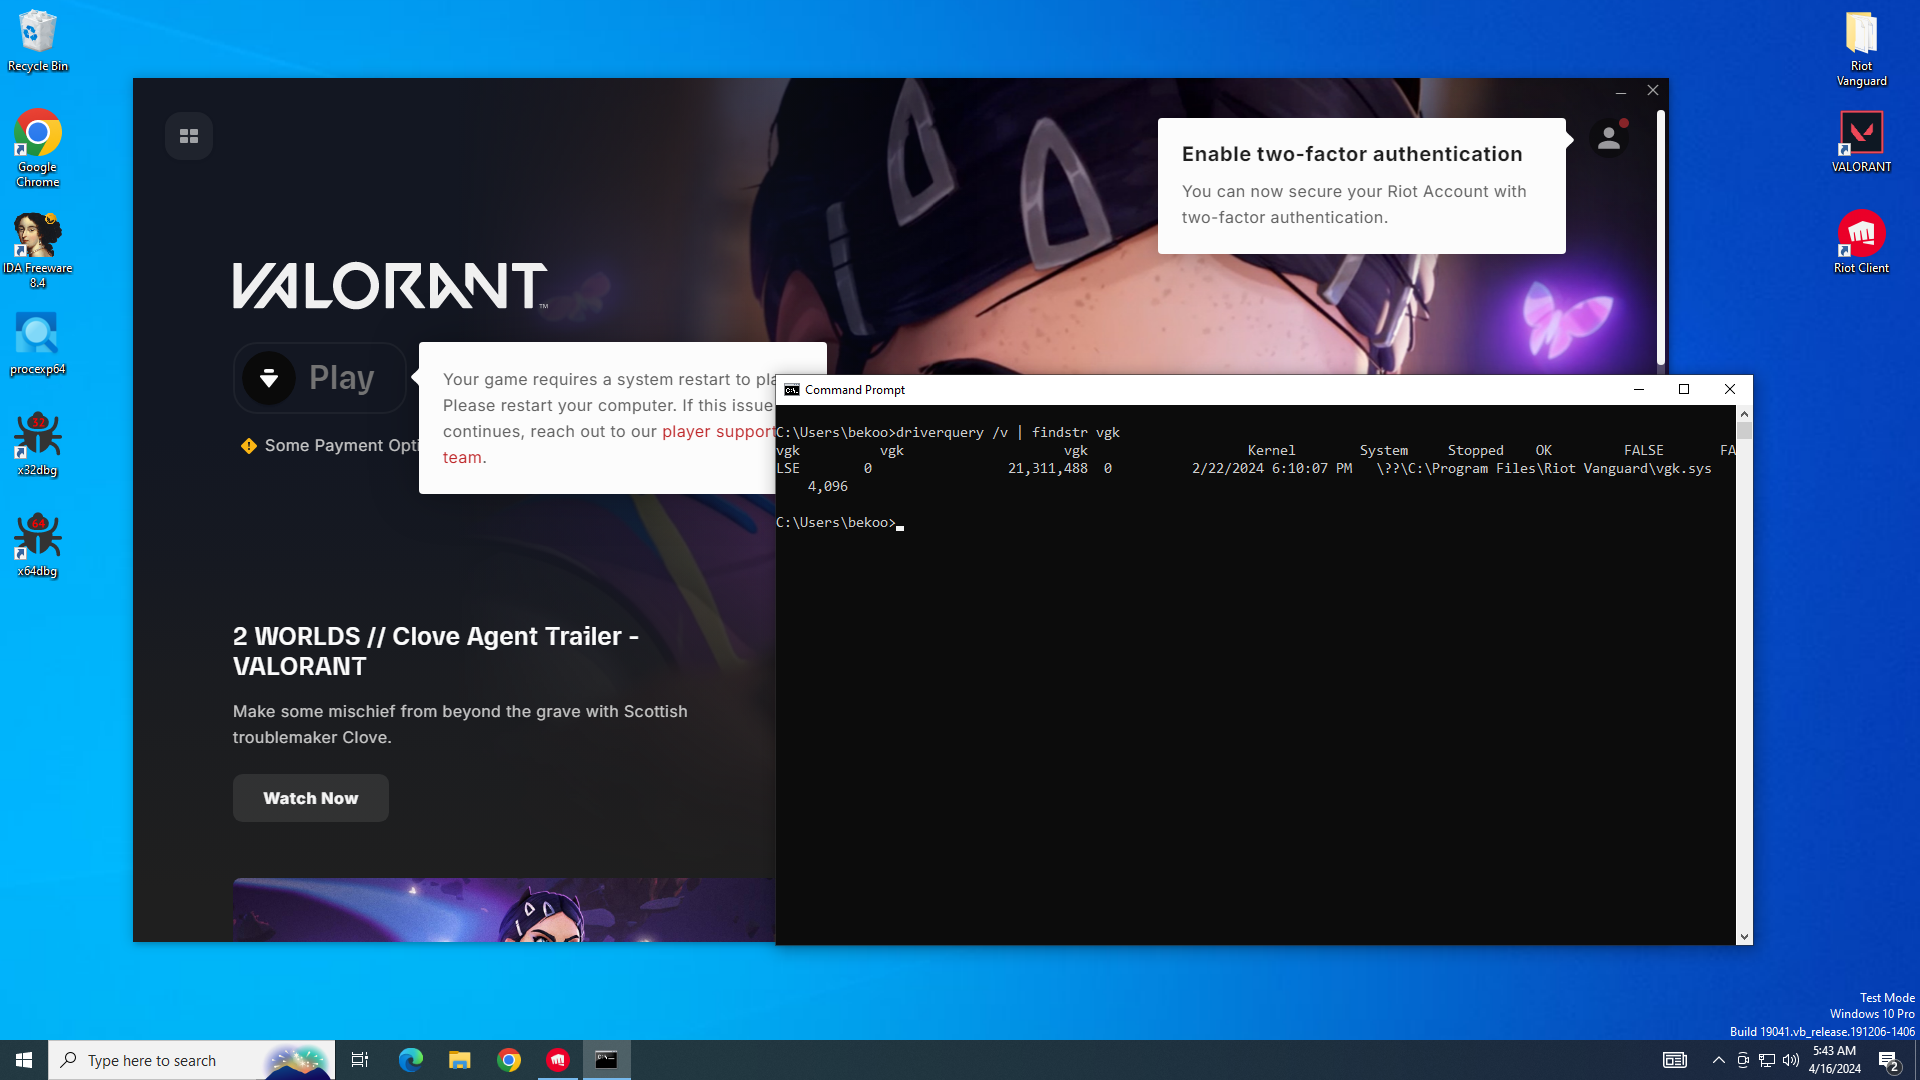 Recycle Bin
Google
Chrome
IDA Freeware
8.4
procexp64
32
x32dbg
64
x64dbg
Riot
Vanguard
VALORANT
Riot Client
Enable two-factor authentication
You can now secure your Riot Account with
two-factor authentication.
VALORANT™
Play
Your game requires a system restart to pla
Please restart your computer. If this issue
continues, reach out to our player support
team.
Some Payment Opti
2 WORLDS // Clove Agent Trailer -
VALORANT
Make some mischief from beyond the grave with Scottish
troublemaker Clove.
Watch Now
Command Prompt
C:\Users\bekoo>driverquery /v | findstr vgk
vgk vgk vgk Kernel System Stopped OK FALSE FA
LSE 0 21,311,488 0 2/22/2024 6:10:07 PM \??\C:\Program Files\Riot Vanguard\vgk.sys
4,096
C:\Users\bekoo>
Test Mode
Windows 10 Pro
Build 19041.vb_release.191206-1406
Type here to search
5:43 AM
4/16/2024
2